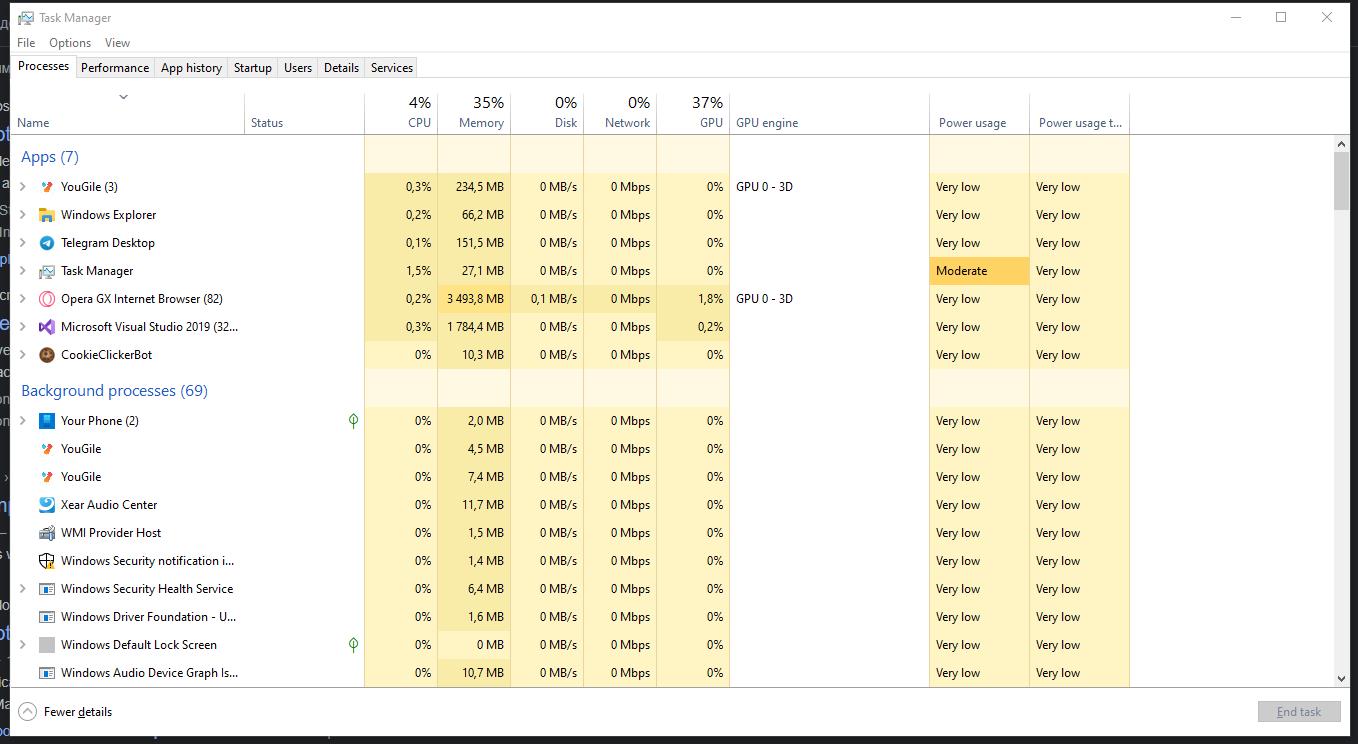 Task Manager
File Options View
Processes Performance App history Startup Users Details Services
4% 35% 0% 0% 37%
Name Status CPU Memory Disk Network GPU GPU engine Power usage Power usage t...
Apps (7)
YouGile (3) 0,3% 234,5 MB 0 MB/s 0 Mbps 0% GPU 0 - 3D Very low Very low
Windows Explorer 0,2% 66,2 MB 0 MB/s 0 Mbps 0% Very low Very low
Telegram Desktop 0,1% 151,5 MB 0 MB/s 0 Mbps 0% Very low Very low
Task Manager 1,5% 27,1 MB 0 MB/s 0 Mbps 0% Moderate Very low
Opera GX Internet Browser (82) 0,2% 3 493,8 MB 0,1 MB/s 0 Mbps 1,8% GPU 0 - 3D Very low Very low
Microsoft Visual Studio 2019 (32... 0,3% 1 784,4 MB 0 MB/s 0 Mbps 0,2% Very low Very low
CookieClickerBot 0% 10,3 MB 0 MB/s 0 Mbps 0% Very low Very low
Background processes (69)
Your Phone (2) 0% 2,0 MB 0 MB/s 0 Mbps 0% Very low Very low
YouGile 0% 4,5 MB 0 MB/s 0 Mbps 0% Very low Very low
YouGile 0% 7,4 MB 0 MB/s 0 Mbps 0% Very low Very low
Xear Audio Center 0% 11,7 MB 0 MB/s 0 Mbps 0% Very low Very low
WMI Provider Host 0% 1,5 MB 0 MB/s 0 Mbps 0% Very low Very low
Windows Security notification i... 0% 1,4 MB 0 MB/s 0 Mbps 0% Very low Very low
Windows Security Health Service 0% 6,4 MB 0 MB/s 0 Mbps 0% Very low Very low
Windows Driver Foundation - U... 0% 1,6 MB 0 MB/s 0 Mbps 0% Very low Very low
Windows Default Lock Screen 0% 0 MB 0 MB/s 0 Mbps 0% Very low Very low
Windows Audio Device Graph Is... 0% 10,7 MB 0 MB/s 0 Mbps 0% Very low Very low
Fewer details End task